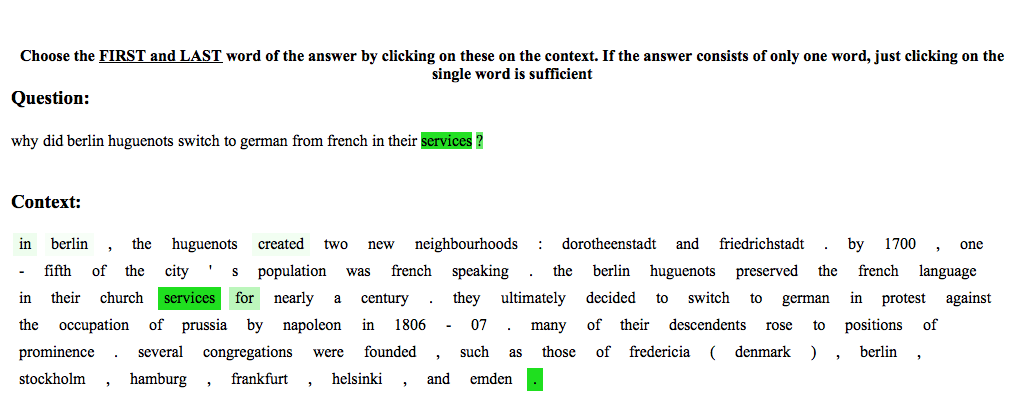 Choose the FIRST and LAST word of the answer by clicking on these on the context. If the answer consists of only one word, just clicking on the
single word is sufficient
Question:
why did berlin huguenots switch to german from french in their services ?
Context:
in berlin , the huguenots created two new neighbourhoods : dorotheenstadt and friedrichstadt . by 1700 , one
- fifth of the city ' s population was french speaking . the berlin huguenots preserved the french language
in their church services for nearly a century . they ultimately decided to switch to german in protest against
the occupation of prussia by napoleon in 1806 - 07 . many of their descendents rose to positions of
prominence . several congregations were founded , such as those of fredericia ( denmark ) , berlin ,
stockholm , hamburg , frankfurt , helsinki , and emden .